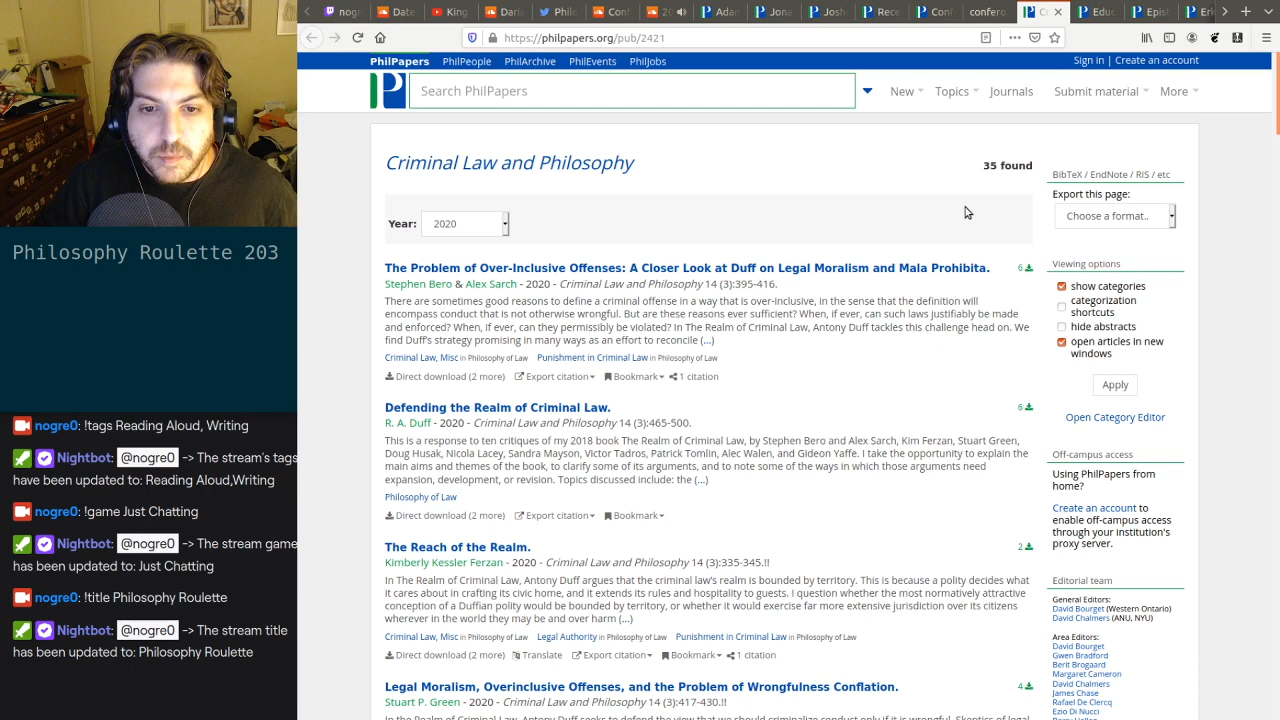 nogr
Date
King
Dark
Philo
Conf
20
Adan
Jona
Josh
Rece
Conf
confero
Cr
Educ
Epist
Erk
https://philpapers.org/pub/2421
PhilPapers PhilPeople PhilArchive PhilEvents PhilJobs
Sign in | Create an account
Search PhilPapers
New Topics Journals Submit material More
Criminal Law and Philosophy
35 found
Year: 2020
The Problem of Over-Inclusive Offenses: A Closer Look at Duff on Legal Moralism and Mala Prohibita.
6
Stephen Bero & Alex Sarch - 2020 - Criminal Law and Philosophy 14 (3):395-416.
There are sometimes good reasons to define a criminal offense in a way that is over-inclusive, in the sense that the definition will
encompass conduct that is not otherwise wrongful. But are these reasons ever sufficient? When, if ever, can such laws justifiably be made
and enforced? When, if ever, can they permissibly be violated? In The Realm of Criminal Law, Antony Duff tackles this challenge head on. We
find Duff's strategy promising in many ways as an effort to reconcile (...)
Criminal Law, Misc in Philosophy of Law Punishment in Criminal Law in Philosophy of Law
Direct download (2 more) Export citation Bookmark 1 citation
Defending the Realm of Criminal Law.
6
R. A. Duff - 2020 - Criminal Law and Philosophy 14 (3):465-500.
This is a response to ten critiques of my 2018 book The Realm of Criminal Law, by Stephen Bero and Alex Sarch, Kim Ferzan, Stuart Green,
Doug Husak, Nicola Lacey, Sandra Mayson, Victor Tadros, Patrick Tomlin, Alec Walen, and Gideon Yaffe. I take the opportunity to explain the
main aims and themes of the book, to clarify some of its arguments, and to note some of the ways in which those arguments need
expansion, development, or revision. Topics discussed include: the (...)
Philosophy of Law
Direct download (2 more) Export citation Bookmark
The Reach of the Realm.
2
Kimberly Kessler Ferzan - 2020 - Criminal Law and Philosophy 14 (3):335-345.!!
In The Realm of Criminal Law, Antony Duff argues that the criminal law's realm is bounded by territory. This is because a polity decides what
it cares about in crafting its civic home, and it extends its rules and hospitality to guests. I question whether the most normatively attractive
conception of a Duffian polity would be bounded by territory, or whether it would exercise far more extensive jurisdiction over its citizens
wherever in the world they may be and over harm (...)
Criminal Law, Misc in Philosophy of Law Legal Authority in Philosophy of Law Punishment in Criminal Law in Philosophy of Law
Direct download (2 more) Translate Export citation Bookmark 1 citation
Legal Moralism, Overinclusive Offenses, and the Problem of Wrongfulness Conflation.
4
Stuart P. Green - 2020 - Criminal Law and Philosophy 14 (3):417-430.!!
BibTeX / EndNote / RIS / etc
Export this page:
Choose a format..
Viewing options
show categories
categorization
shortcuts
hide abstracts
open articles in new
windows
Apply
Open Category Editor
Off-campus access
Using PhilPapers from
home?
Create an account to
enable off-campus access
through your institution's
proxy server.
Editorial team
General Editors:
David Bourget (Western Ontario)
David Chalmers (ANU, NYU)
Area Editors:
David Bourget
Gwen Bradford
Berit Brogaard
Margaret Cameron
David Chalmers
James Chase
Rafael De Clercq
Ezio Di Nucci
Philosophy Roulette 203
nogre0: !tags Reading Aloud, Writing
Nightbot: @nogre0 -> The stream's tags
have been updated to: Reading Aloud,Writing
nogre0: !game Just Chatting
Nightbot: @nogre0 -> The stream game
has been updated to: Just Chatting
nogre0: !title Philosophy Roulette
Nightbot: @nogre0 -> The stream title
has been updated to: Philosophy Roulette